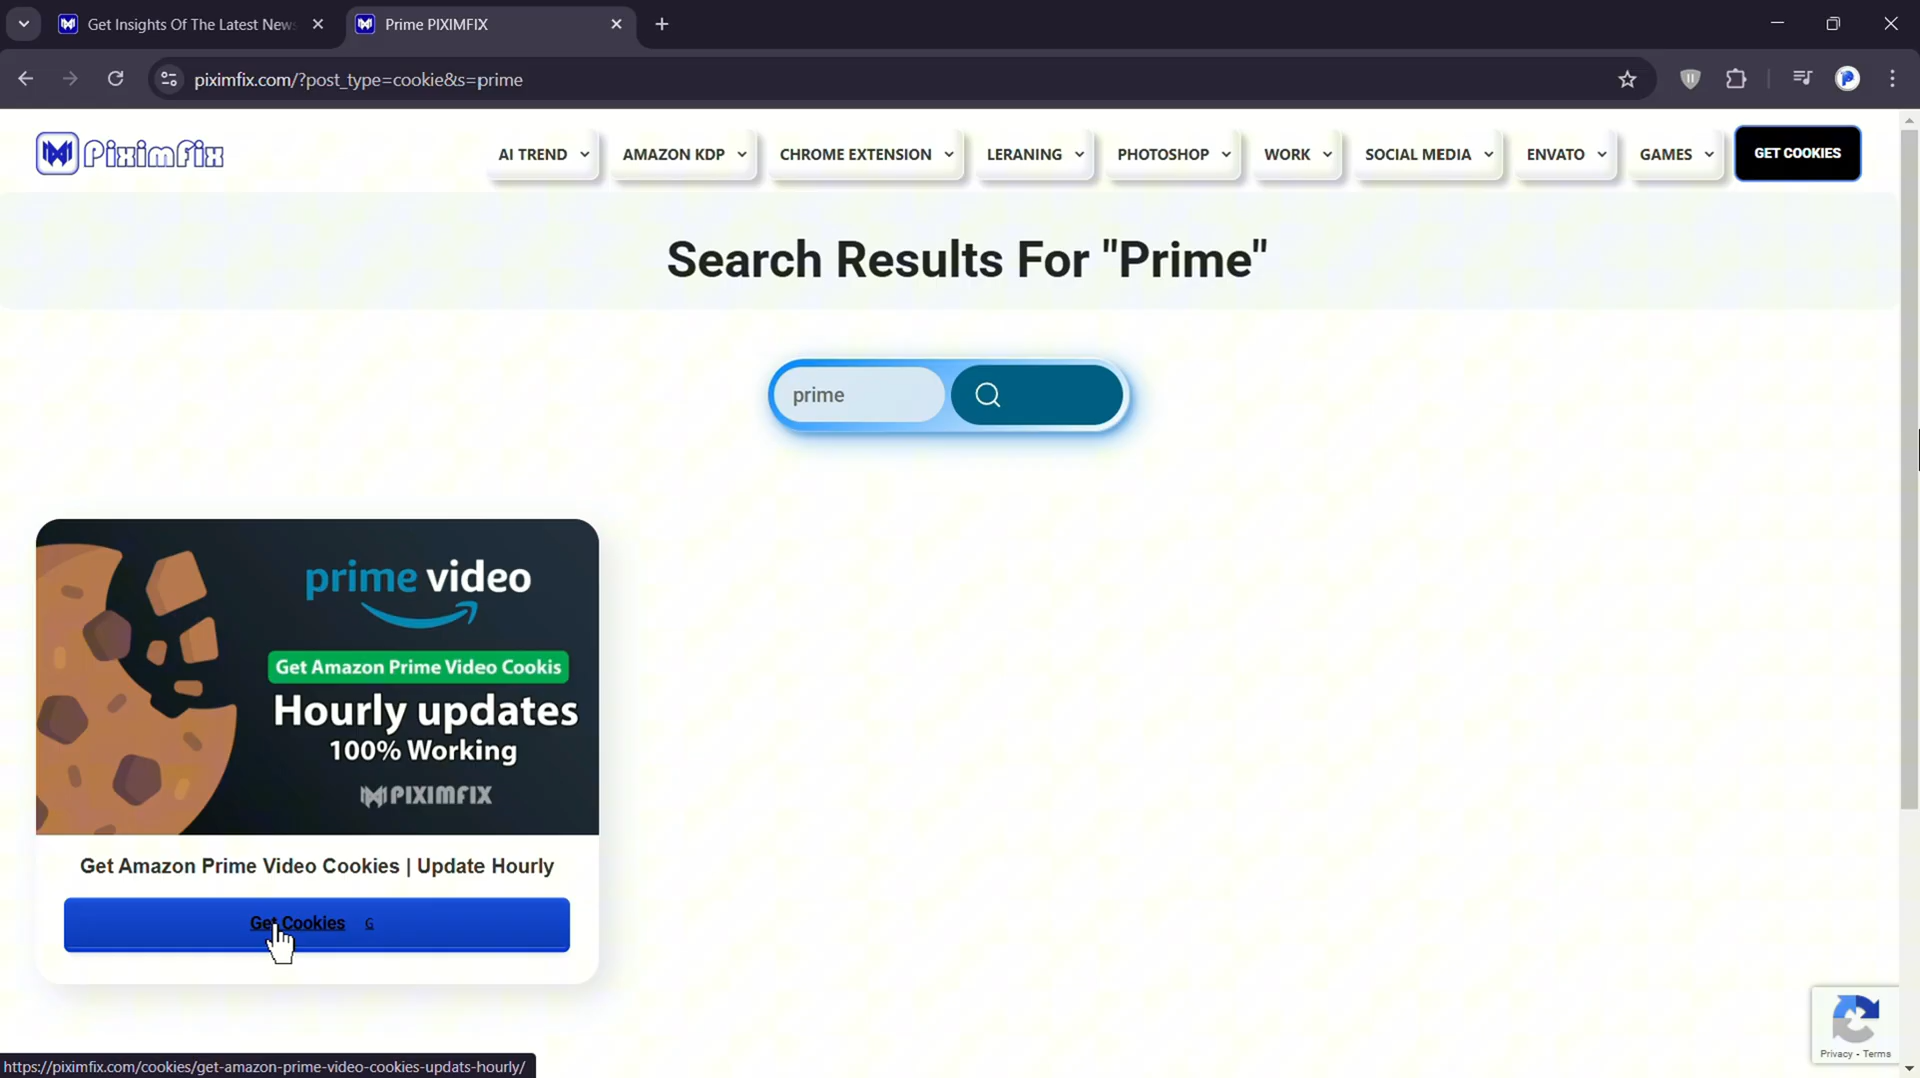 Get Insights Of The Latest News
Prime PIXIMFIX
piximfix.com/?post_type=cookie&s=prime
PiximFix
AI TREND
AMAZON KDP
CHROME EXTENSION
LERANING
PHOTOSHOP
WORK
SOCIAL MEDIA
ENVATO
GAMES
GET COOKIES
Search Results For "Prime"
prime
prime video
Get Amazon Prime Video Cookis
Hourly updates
100% Working
PIXIMFIX
Get Amazon Prime Video Cookies | Update Hourly
Get Cookies G
Privacy - Terms
https://piximfix.com/cookies/get-amazon-prime-video-cookies-updats-hourly/